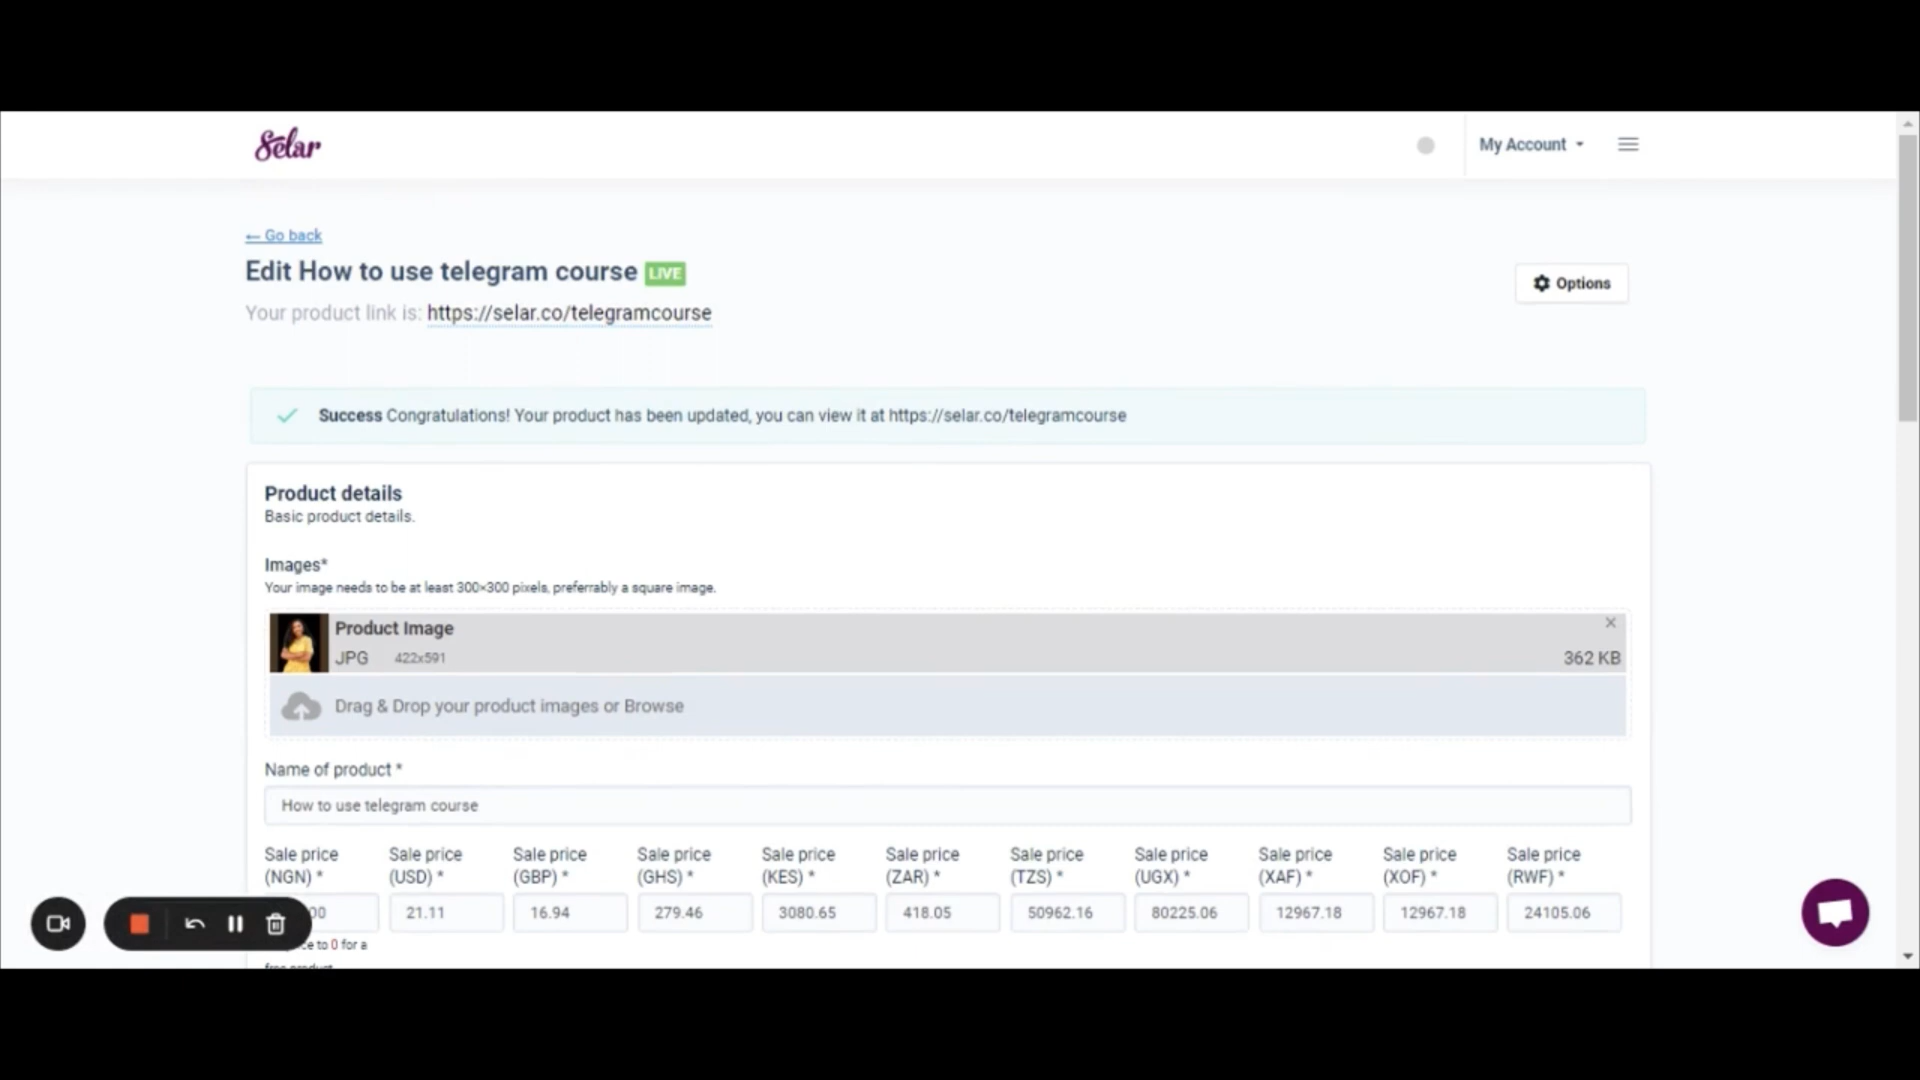 Selar
My Account
← Go back
Edit How to use telegram course LIVE
Options
Your product link is: https://selar.co/telegramcourse
Success Congratulations! Your product has been updated, you can view it at https://selar.co/telegramcourse
Product details
Basic product details.
Images*
Your image needs to be at least 300×300 pixels, preferrably a square image.
Product Image
JPG 422x591 362 KB
Drag & Drop your product images or Browse
Name of product *
How to use telegram course
Sale price Sale price Sale price Sale price Sale price Sale price Sale price Sale price Sale price Sale price Sale price
(NGN) * (USD) * (GBP) * (GHS) * (KES) * (ZAR) * (TZS) * (UGX) * (XAF) * (XOF) * (RWF) *
00 21.11 16.94 279.46 3080.65 418.05 50962.16 80225.06 12967.18 12967.18 24105.06
to 0 for a